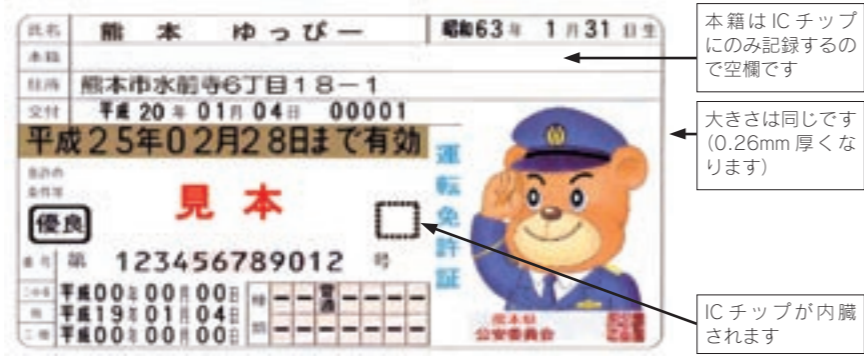 氏名 熊本 ゆっぴー 昭和63年 1月31日生
本籍
住所 熊本市水前寺6丁目18－1
交付 平成20年01月04日 00001
平成25年02月28日まで有効
免許の
条件等
見本
優良
番号 第 123456789012 号
平成00年00月00日
平成19年01月04日
平成00年00月00日
種類 普通
運転免許証
熊本県
公安委員会
本籍はICチップ
にのみ記録するの
で空欄です
大きさは同じです
(0.26mm厚くな
ります)
ICチップが内臓
されます